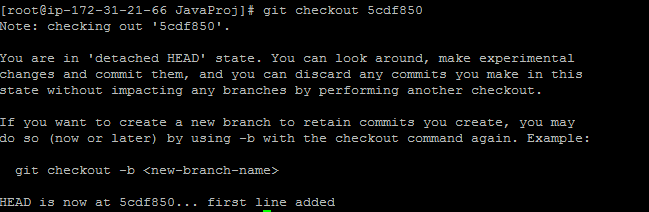 [root@ip-172-31-21-66 JavaProj]# git checkout 5cdf850
Note: checking out '5cdf850'.
You are in 'detached HEAD' state. You can look around, make experimental
changes and commit them, and you can discard any commits you make in this
state without impacting any branches by performing another checkout.
If you want to create a new branch to retain commits you create, you may
do so (now or later) by using -b with the checkout command again. Example:
git checkout -b <new-branch-name>
HEAD is now at 5cdf850... first line added